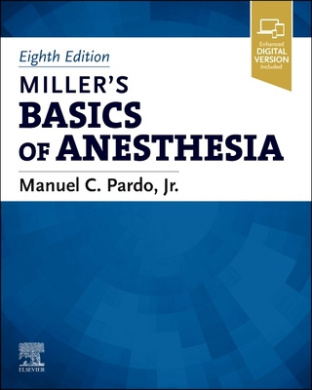 Enhanced
DIGITAL
VERSION
Included
Eighth Edition
MILLER'S
BASICS
OF ANESTHESIA
Manuel C. Pardo, Jr.
ELSEVIER